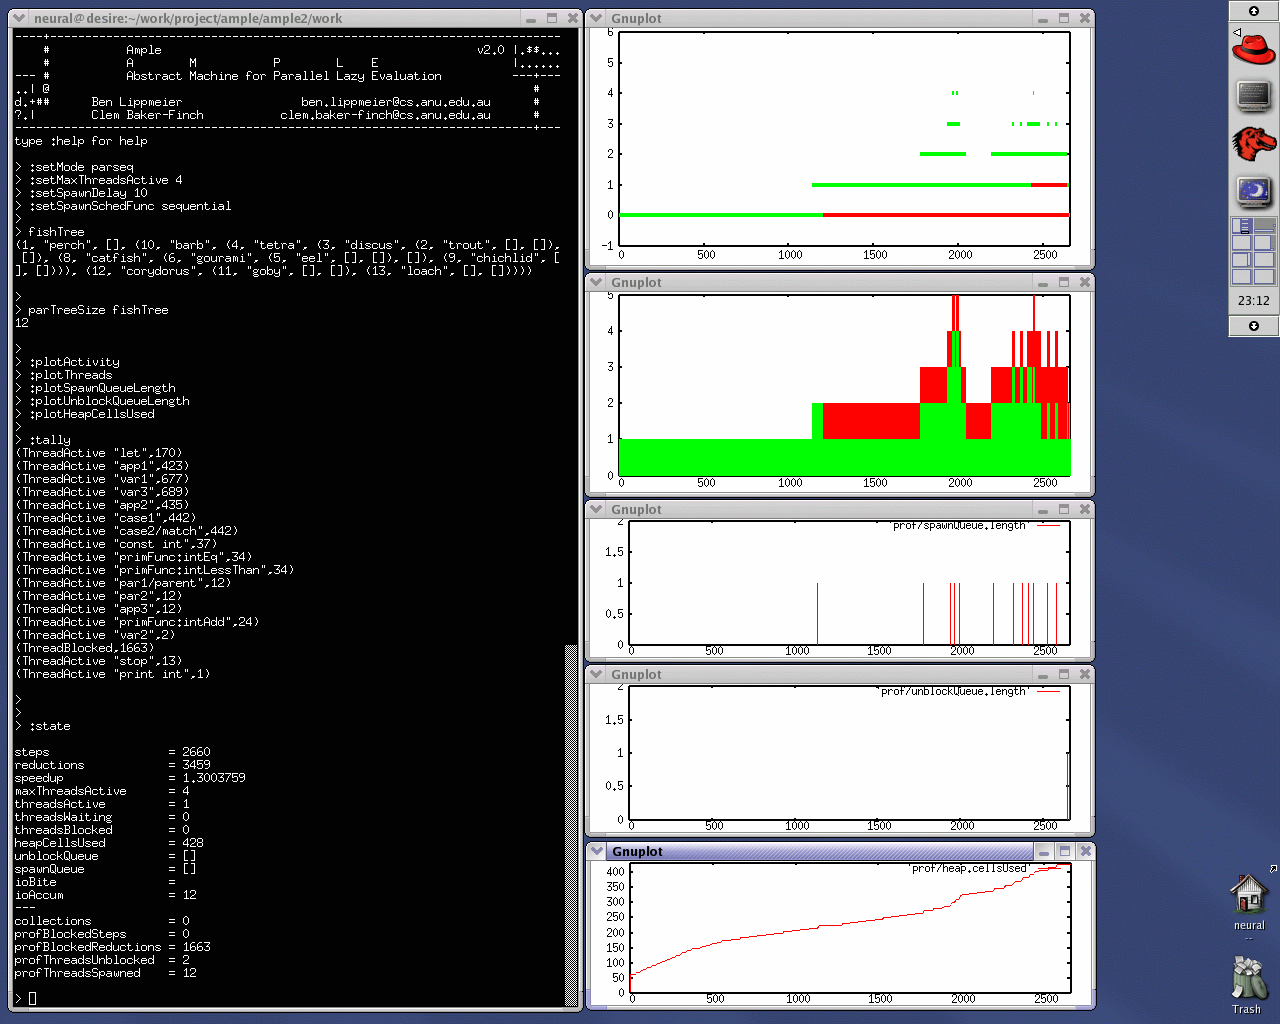 neural@desire:~/work/project/ample/ample2/work
----+------------------------------------------------------------------
# Ample v2.0 |.$$...
# A M P L E |......
--- # Abstract Machine for Parallel Lazy Evaluation ---+---
..| @ #
d.+## Ben Lippmeier ben.lippmeier@cs.anu.edu.au #
?.| Clem Baker-Finch clem.baker-finch@cs.anu.edu.au #
-------------------------------------------------------------------+---
type :help for help
> :setMode parseq
> :setMaxThreadsActive 4
> :setSpawnDelay 10
> :setSpawnSchedFunc sequential
>
> fishTree
(1, "perch", [], (10, "barb", (4, "tetra", (3, "discus", (2, "trout", [], []),
 []), (8, "catfish", (6, "gourami", (5, "eel", [], []), []), (9, "chichlid", [
], []))), (12, "corydorus", (11, "goby", [], []), (13, "loach", [], []))))
>
> parTreeSize fishTree
12
>
> :plotActivity
> :plotThreads
> :plotSpawnQueueLength
> :plotUnblockQueueLength
> :plotHeapCellsUsed
>
> :tally
(ThreadActive "let",170)
(ThreadActive "app1",423)
(ThreadActive "var1",677)
(ThreadActive "var3",689)
(ThreadActive "app2",435)
(ThreadActive "case1",442)
(ThreadActive "case2/match",442)
(ThreadActive "const int",37)
(ThreadActive "primFunc:intEq",34)
(ThreadActive "primFunc:intLessThan",34)
(ThreadActive "par1/parent",12)
(ThreadActive "par2",12)
(ThreadActive "app3",12)
(ThreadActive "primFunc:intAdd",24)
(ThreadActive "var2",2)
(ThreadBlocked,1663)
(ThreadActive "stop",13)
(ThreadActive "print int",1)
>
>
> :state
steps = 2660
reductions = 3459
speedup = 1.3003759
maxThreadsActive = 4
threadsActive = 1
threadsWaiting = 0
threadsBlocked = 0
heapCellsUsed = 428
unblockQueue = []
spawnQueue = []
ioBite =
ioAccum = 12
---
collections = 0
profBlockedSteps = 0
profBlockedReductions = 1663
profThreadsUnblocked = 2
profThreadsSpawned = 12
>
Gnuplot
6
5
4
3
2
1
0
-1
0 500 1000 1500 2000 2500
Gnuplot
5
4
3
2
1
0
0 500 1000 1500 2000 2500
Gnuplot
'prof/spawnQueue.length'
2
1.5
1
0.5
0
0 500 1000 1500 2000 2500
Gnuplot
'prof/unblockQueue.length'
2
1.5
1
0.5
0
0 500 1000 1500 2000 2500
Gnuplot
'prof/heap.cellsUsed'
400
350
300
250
200
150
100
50
0
0 500 1000 1500 2000 2500
23:12
neural
--
Trash